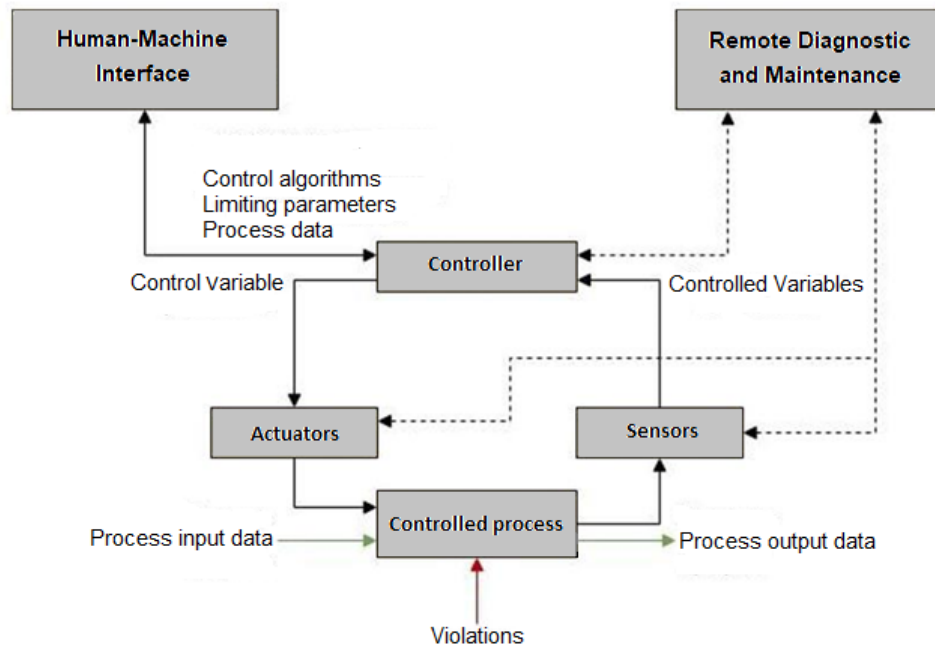 Human-Machine
Interface
Remote Diagnostic
and Maintenance
Control algorithms
Limiting parameters
Process data
Controller
Control variable
Controlled Variables
Actuators
Sensors
Controlled process
Process input data
Process output data
Violations